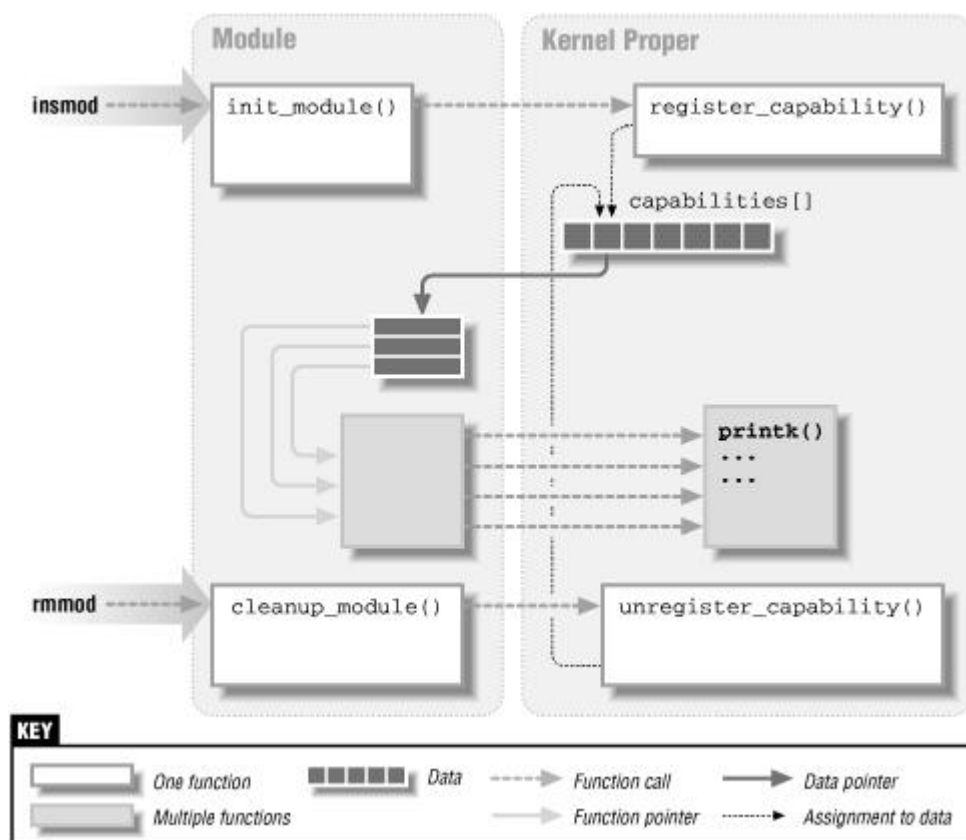 Module
Kernel Proper
insmod
init_module()
register_capability()
capabilities[]
printk()
...
...
rmmod
cleanup_module()
unregister_capability()
KEY
One function
Data
Function call
Data pointer
Multiple functions
Function pointer
Assignment to data